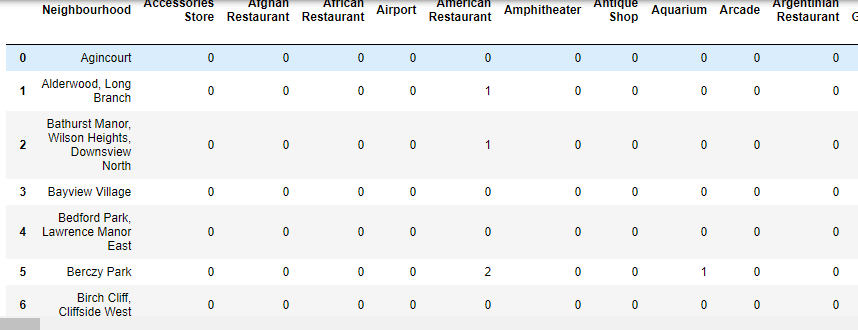 Neighbourhood Accessories Store Afghan Restaurant African Restaurant Airport American Restaurant Amphitheater Antique Shop Aquarium Arcade Argentinian Restaurant G
0 Agincourt 0 0 0 0 0 0 0 0 0 0
1 Alderwood, Long
Branch 0 0 0 0 1 0 0 0 0 0
2 Bathurst Manor,
Wilson Heights,
Downsview
North 0 0 0 0 1 0 0 0 0 0
3 Bayview Village 0 0 0 0 0 0 0 0 0 0
4 Bedford Park,
Lawrence Manor
East 0 0 0 0 0 0 0 0 0 0
5 Berczy Park 0 0 0 0 2 0 0 1 0 0
6 Birch Cliff,
Cliffside West 0 0 0 0 0 0 0 0 0 0